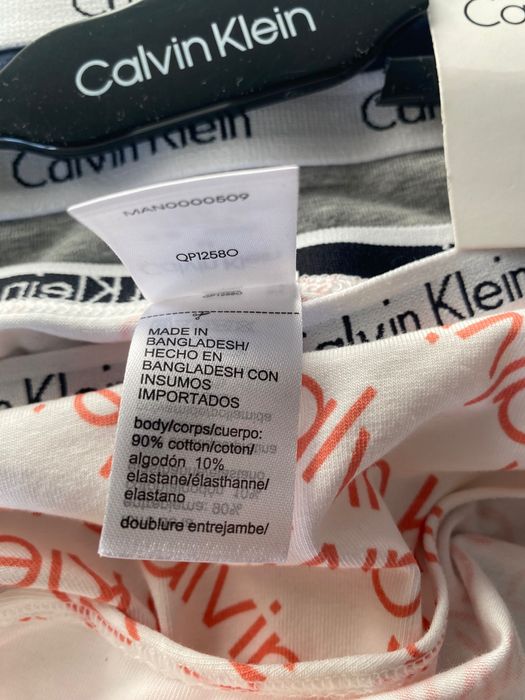 Calvin Klein
Calvin Klein
MAN0000509
QP1258O
QP1258O
MADE IN
BANGLADESH/
HECHO EN
BANGLADESH CON
INSUMOS
IMPORTADOS
body/corps/cuerpo:
90% cotton/coton/
algodón 10%
elastane/élasthanne/
elastano
doublure entrejambe/
Calvin Klein